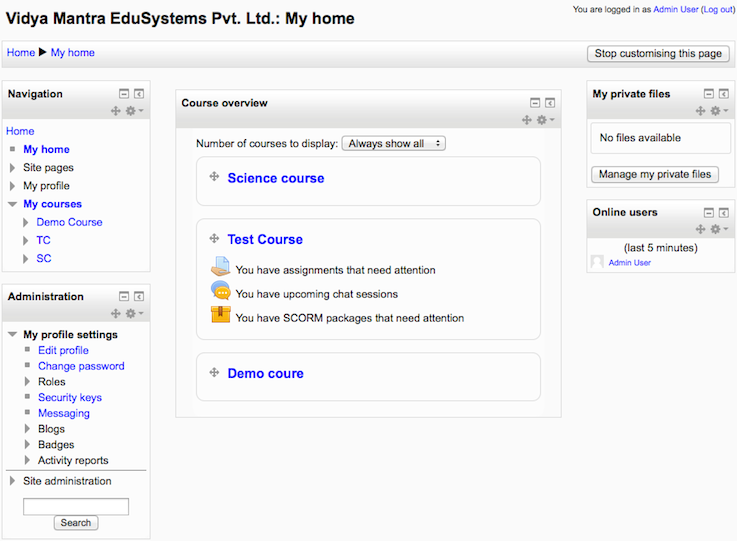 You are logged in as Admin User (Log out)
Vidya Mantra EduSystems Pvt. Ltd.: My home
Home ► My home
Stop customising this page
Navigation
Home
My home
Site pages
My profile
My courses
Demo Course
TC
SC
Administration
My profile settings
Edit profile
Change password
Roles
Security keys
Messaging
Blogs
Badges
Activity reports
Site administration
Search
Course overview
Number of courses to display: Always show all
Science course
Test Course
You have assignments that need attention
You have upcoming chat sessions
You have SCORM packages that need attention
Demo coure
My private files
No files available
Manage my private files
Online users
(last 5 minutes)
Admin User